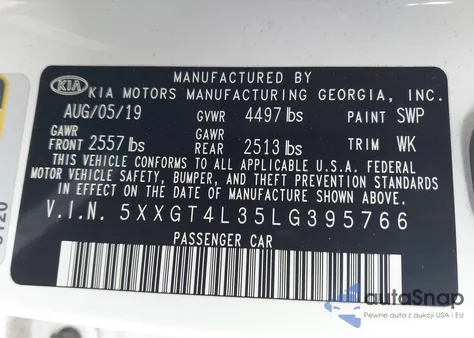 MANUFACTURED BY
KIA KIA MOTORS MANUFACTURING GEORGIA, INC.
AUG/05/19 GVWR 4497 lbs PAINT SWP
GAWR FRONT 2557 lbs GAWR REAR 2513 lbs TRIM WK
THIS VEHICLE CONFORMS TO ALL APPLICABLE U.S.A. FEDERAL
MOTOR VEHICLE SAFETY, BUMPER, AND THEFT PREVENTION STANDARDS
IN EFFECT ON THE DATE OF MANUFACTURE SHOWN ABOVE.
V.I.N. 5XXGT4L35LG395766
PASSENGER CAR
autoSnap
Pewne auta z aukcji USA i EU